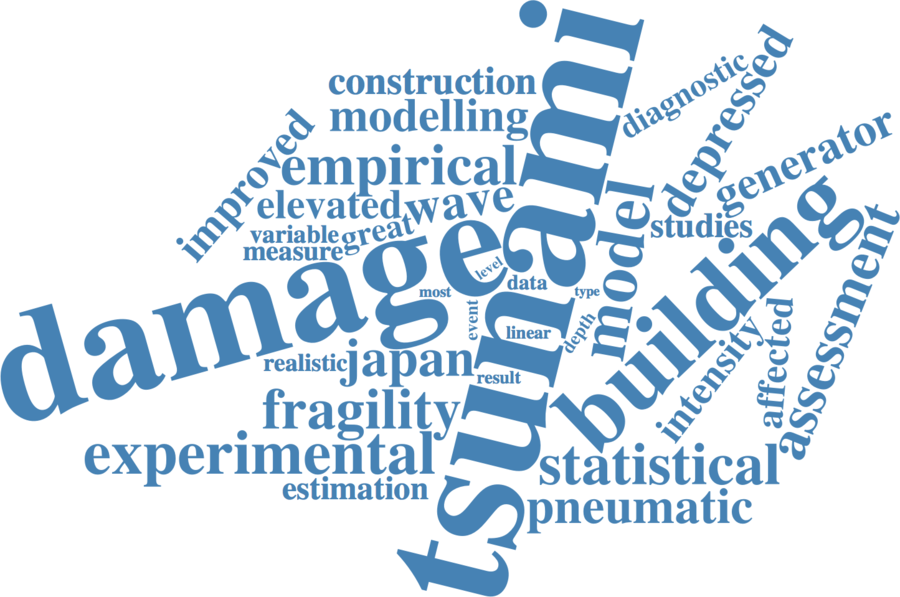 construction
modelling
diagnostic
depressed
improved
empirical
generator
elevated
wave
variable
great
studies
measure
tsunami
damage
level
data
model
building
assessment
most
event
linear
type
depth
intensity
affected
realistic
japan
result
fragility
experimental
statistical
estimation
pneumatic